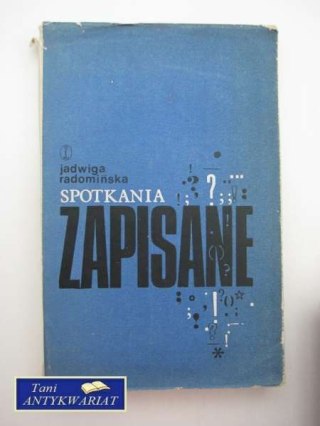 jadwiga
radomińska
SPOTKANIA
ZAPISANE
Tani
ANTYKWARIAT